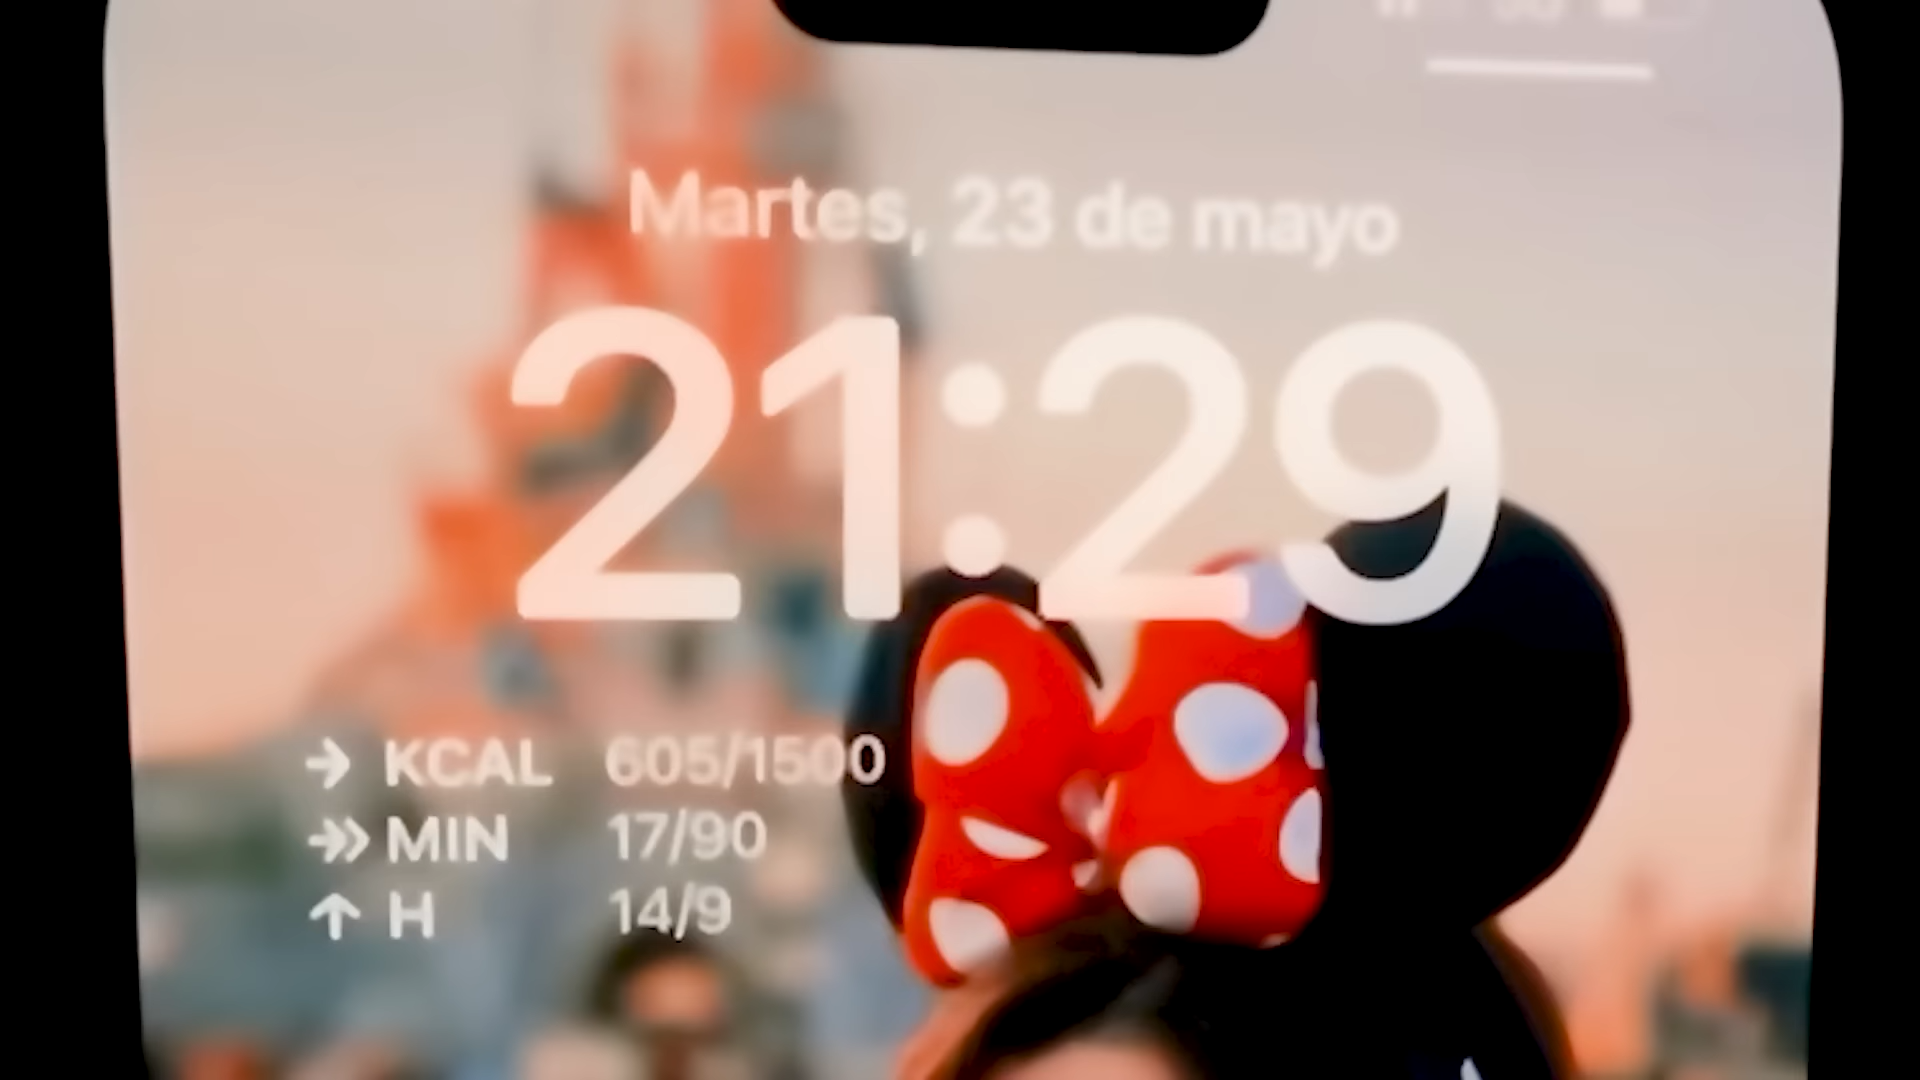 Martes, 23 de mayo
21:29
→ KCAL 605/1500
MIN 17/90
↑ H 14/9